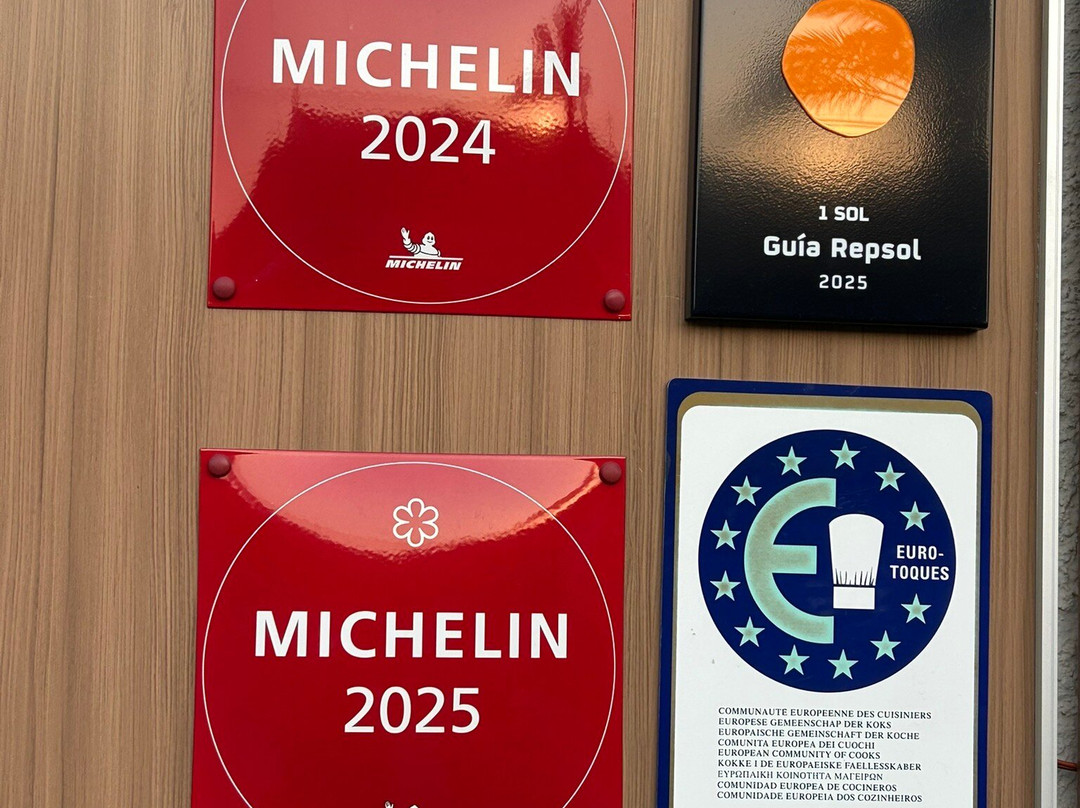 MICHELIN
2024
MICHELIN
1 SOL
Guía Repsol
2025
MICHELIN
2025
EURO-
TOQUES
COMMUNAUTÉ EUROPEENNE DES CUISINIERS
EUROPESE GEMEENSCHAP DER KOKS
EUROPAISCHE GEMEINSCHAFT DER KOCHE
COMUNITA EUROPEA DEI CUOCHI
EUROPEAN COMMUNITY OF COOKS
KOKKE I DE EUROPAEISKE FAELLESSKABER
ΕΥΡΩΠΑΙΚΗ ΚΟΙΝΟΤΗΤΑ ΜΑΓΕΙΡΩΝ
COMUNIDAD EUROPEA DE COCINEROS
COMUNIDADE EUROPEIA DOS COZINHEIROS